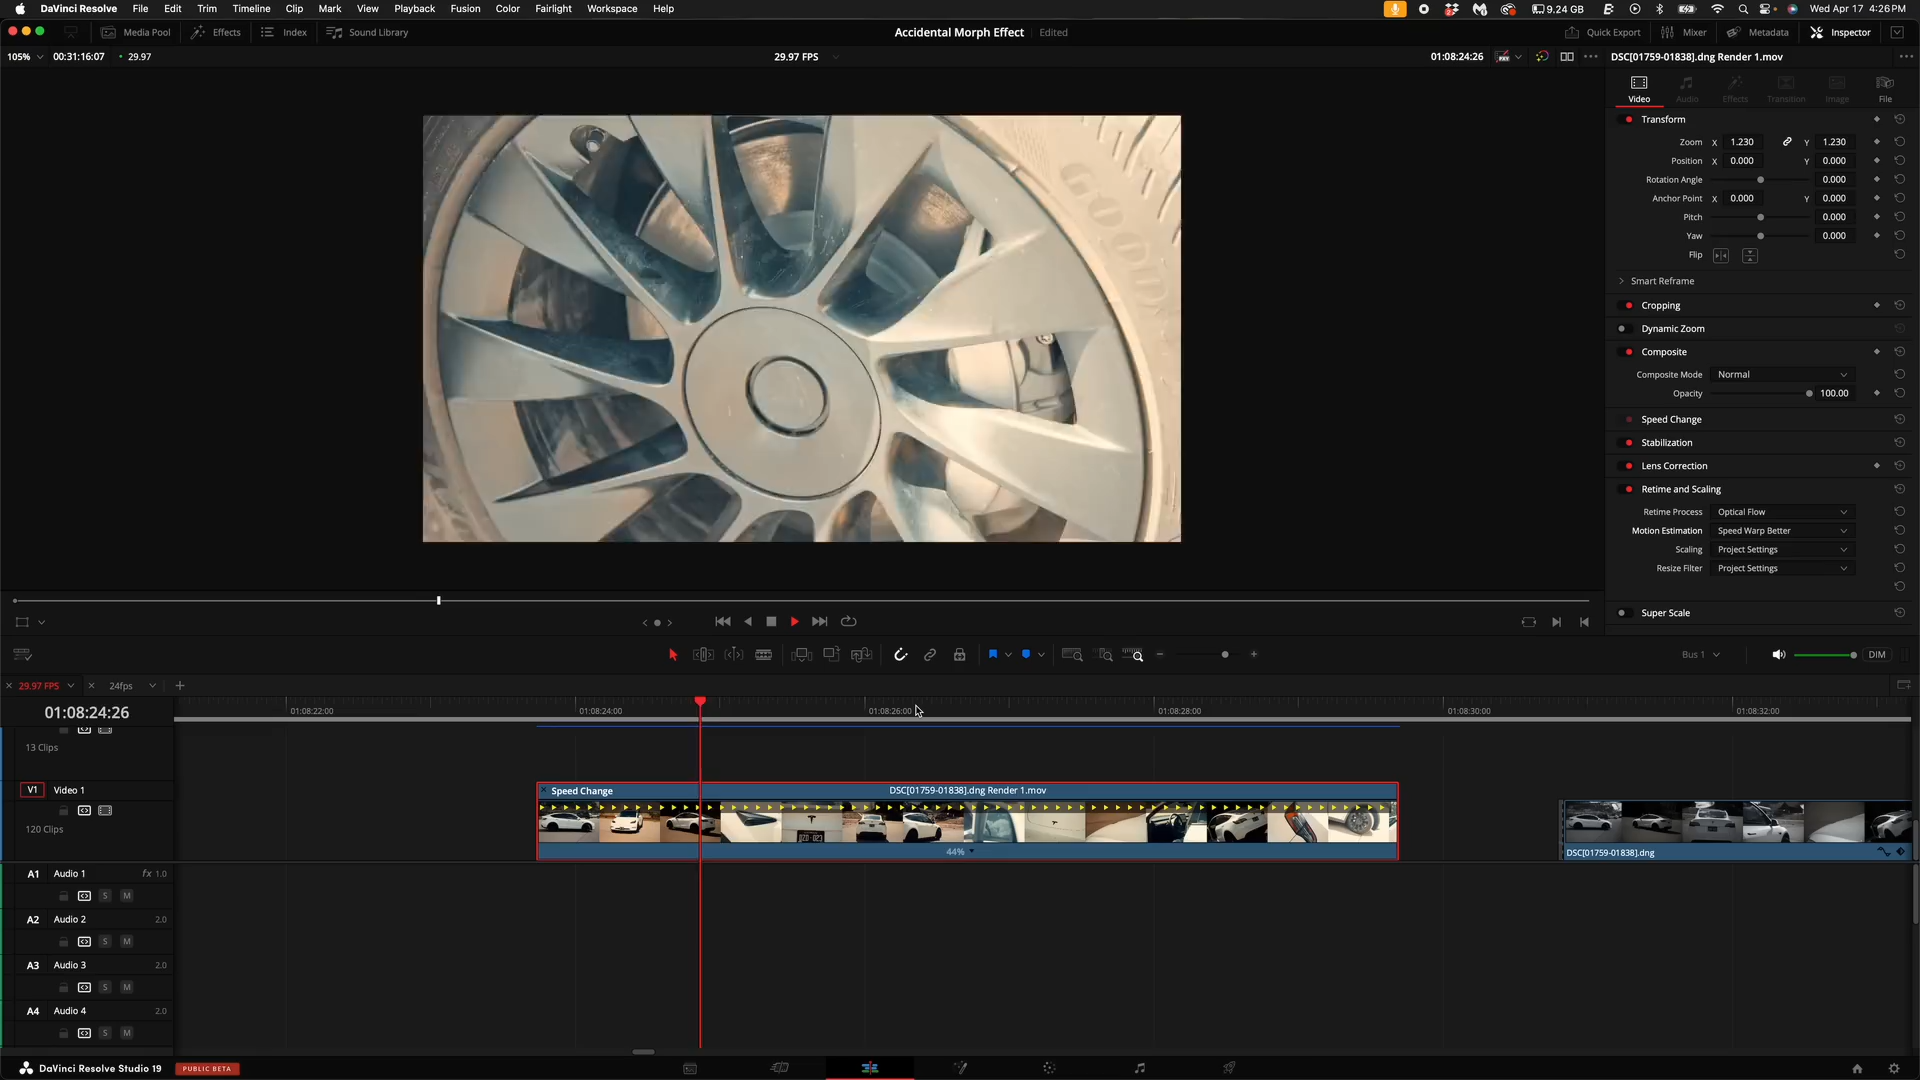 DaVinci Resolve File Edit Trim Timeline Clip Mark View Playback Fusion Color Fairlight Workspace Help 9.24 GB Wed Apr 17 4:26 PM
Media Pool Effects Index Sound Library Accidental Morph Effect Edited Quick Export Mixer Metadata Inspector
105% 00:31:16:07 29.97 29.97 FPS 01:08:24:26 DSC[01759-01838].dng Render 1.mov
Video Audio Effects Transition Image File
Transform
Zoom X 1.230 Y 1.230
Position X 0.000 Y 0.000
Rotation Angle 0.000
Anchor Point X 0.000 Y 0.000
Pitch 0.000
Yaw 0.000
Flip
Smart Reframe
Cropping
Dynamic Zoom
Composite
Composite Mode Normal
Opacity 100.00
Speed Change
Stabilization
Lens Correction
Retime and Scaling
Retime Process Optical Flow
Motion Estimation Speed Warp Better
Scaling Project Settings
Resize Filter Project Settings
Super Scale
Bus 1 DIM
29.97 FPS 24fps
01:08:24:26 01:08:22:00 01:08:24:00 01:08:26:00 01:08:28:00 01:08:30:00 01:08:32:00
13 Clips
V1 Video 1 Speed Change DSC[01759-01838].dng Render 1.mov
120 Clips
44% DSC[01759-01838].dng
A1 Audio 1 fx 1.0
S M
A2 Audio 2 2.0
S M
A3 Audio 3 2.0
S M
A4 Audio 4 2.0
S M
DaVinci Resolve Studio 19 PUBLIC BETA